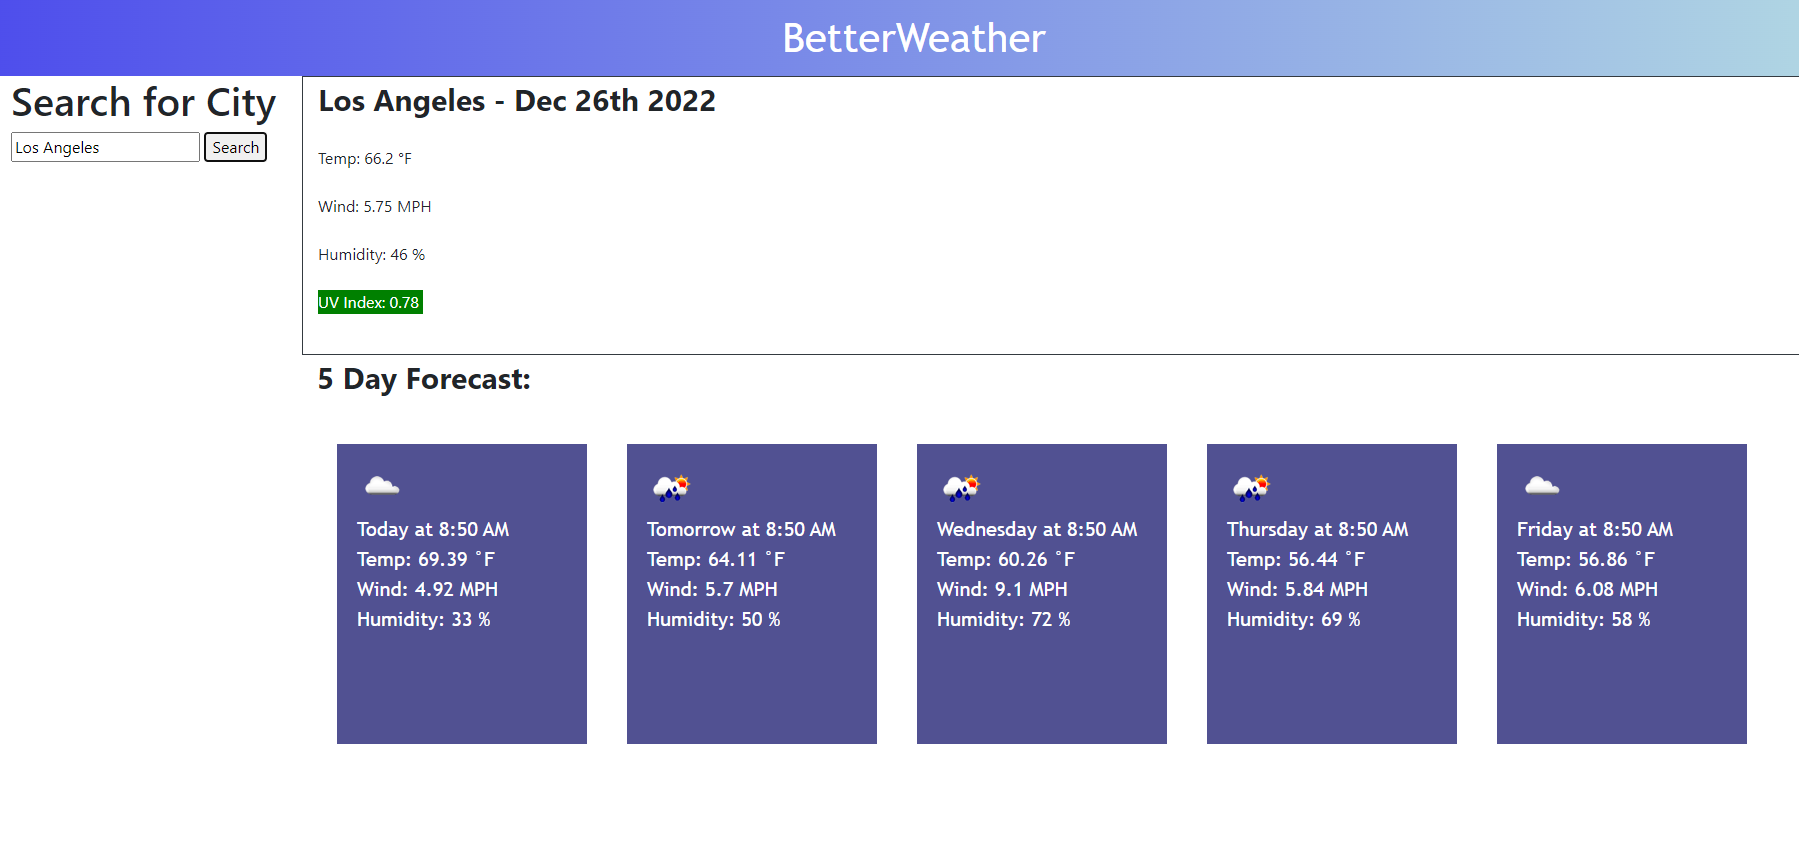 BetterWeather
Search for City
Los Angeles
Search
Los Angeles - Dec 26th 2022
Temp: 66.2 °F
Wind: 5.75 MPH
Humidity: 46 %
UV Index: 0.78
5 Day Forecast:
Today at 8:50 AM
Temp: 69.39 °F
Wind: 4.92 MPH
Humidity: 33 %
Tomorrow at 8:50 AM
Temp: 64.11 °F
Wind: 5.7 MPH
Humidity: 50 %
Wednesday at 8:50 AM
Temp: 60.26 °F
Wind: 9.1 MPH
Humidity: 72 %
Thursday at 8:50 AM
Temp: 56.44 °F
Wind: 5.84 MPH
Humidity: 69 %
Friday at 8:50 AM
Temp: 56.86 °F
Wind: 6.08 MPH
Humidity: 58 %